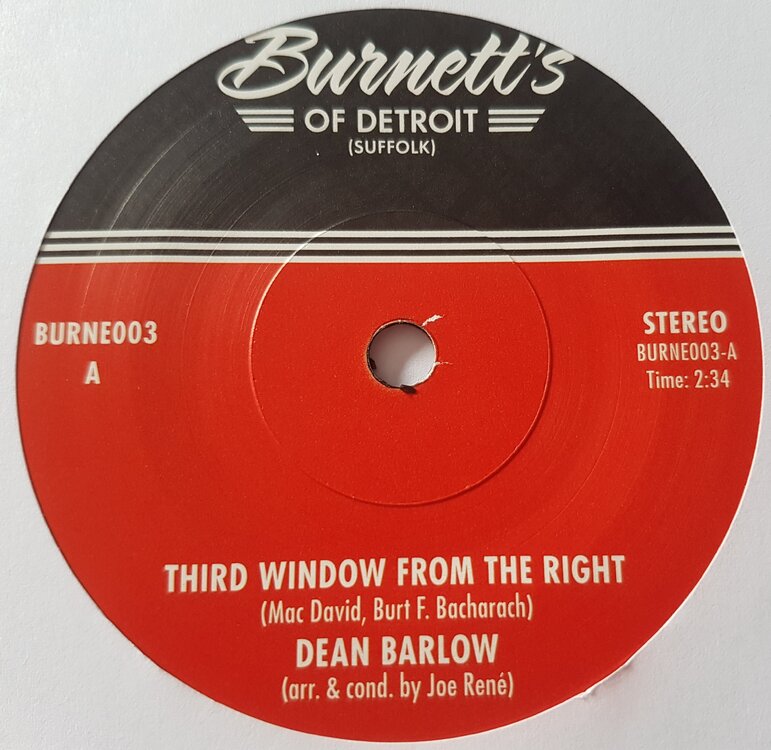 Burnett's
OF DETROIT
(SUFFOLK)
BURNE003
A
STEREO
BURNE003-A
Time: 2:34
THIRD WINDOW FROM THE RIGHT
(Mac David, Burt F. Bacharach)
DEAN BARLOW
(arr. & cond. by Joe René)